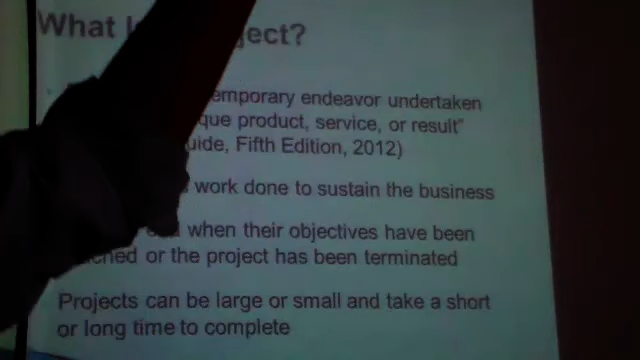 What ject?
emporary endeavor undertaken
que product, service, or result"
uide, Fifth Edition, 2012)
work done to sustain the business
when their objectives have been
ched or the project has been terminated
Projects can be large or small and take a short
or long time to complete